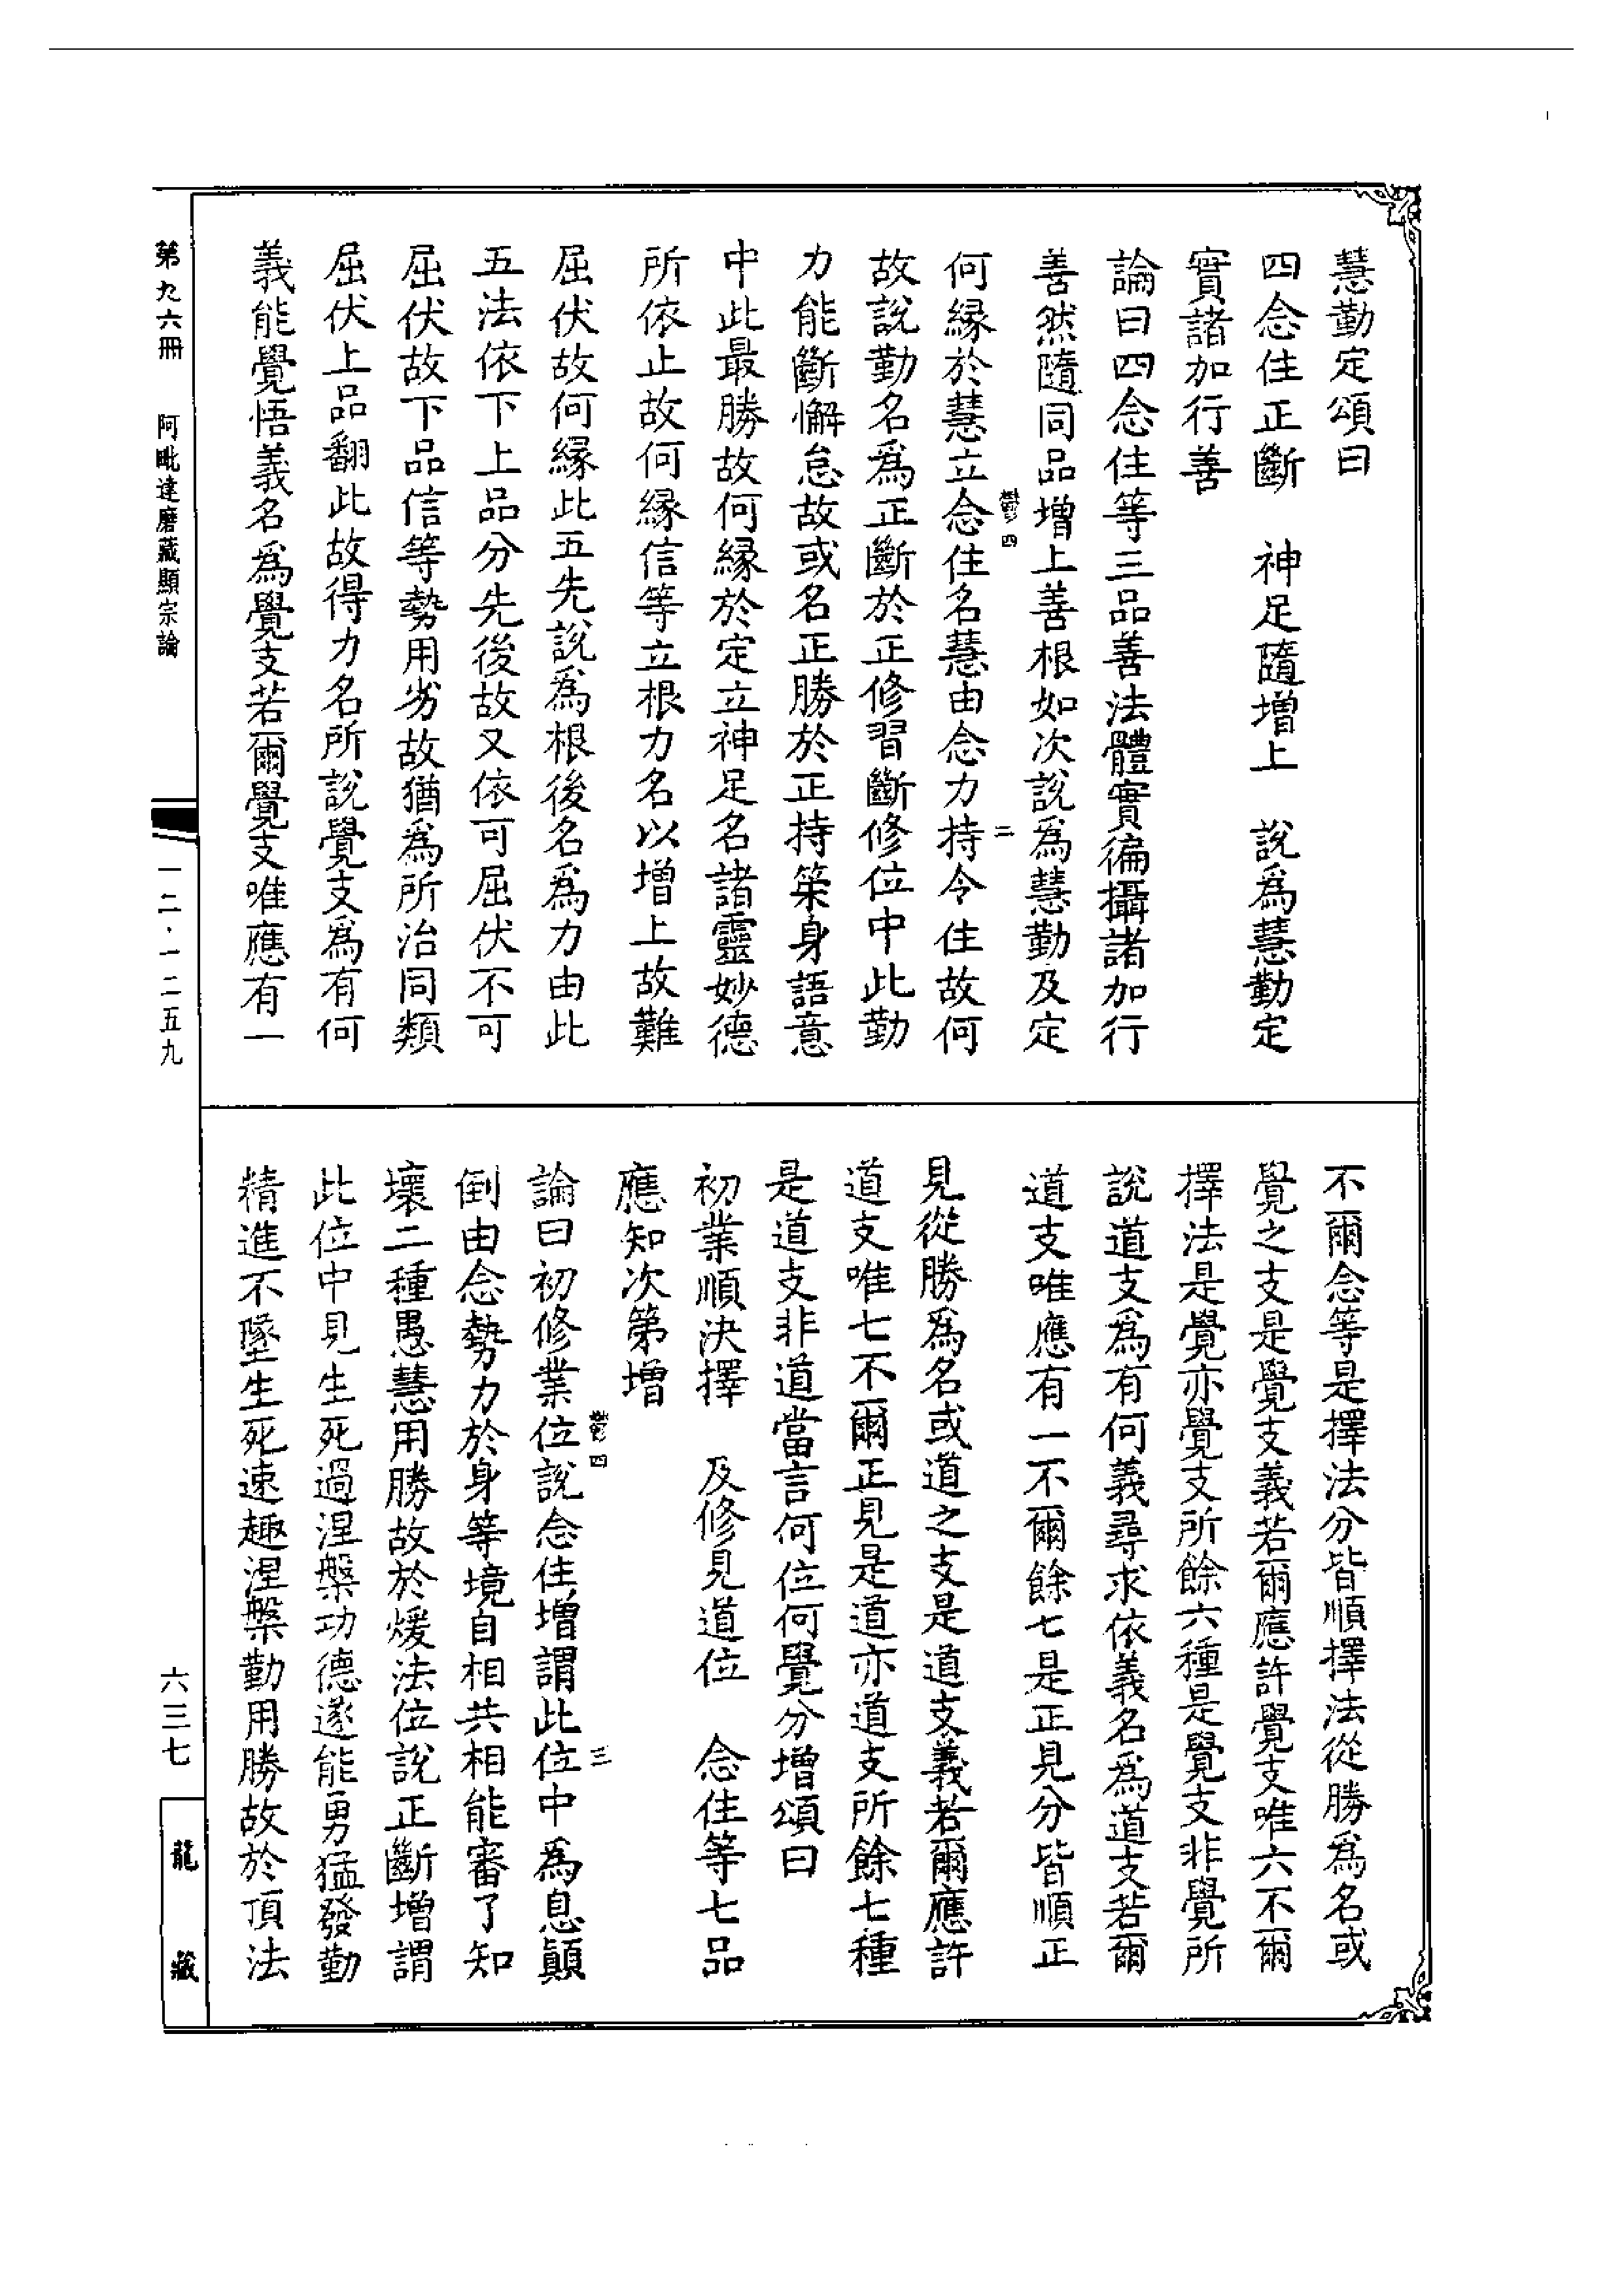 慧勤定頌曰
四念住正斷　神足隨增上　說為慧勤定
實諸加行善
論曰四念住等三品善法體實徧攝諸加行
善然隨同品增上善根如次說為慧勤及定
何緣於慧立念住名慧由念力持令住故何
鬱四　二
故說勤名為正斷於正修習斷修位中此勤
力能斷懈怠故或名正勝於正持策身語意
中此最勝故何緣於定立神足名諸靈妙德
所依止故何緣信等立根力名以增上故難
屈伏故何緣此五先說為根後名為力由此
五法依下上品分先後故又依可屈伏不可
屈伏故下品信等勢用劣故猶為所治同類
屈伏上品翻此故得力名所說覺支為有何
義能覺悟義名為覺支若爾覺支唯應有一
不爾念等是擇法分皆順擇法從勝為名或
覺之支是覺支義若爾應許覺支唯六不爾
擇法是覺亦覺支所餘六種是覺支非覺所
說道支為有何義尋求依義名為道支若爾
道支唯應有一不爾餘七是正見分皆順正
見從勝為名或道之支是道支義若爾應許
道支唯七不爾正見是道亦道支所餘七種
是道支非道當言何位何覺分增頌曰
初業順決擇　及修見道位　念住等七品
應知次第增
論曰初修業位說念住增謂此位中為息顛
鬱四　三
倒由念勢力於身等境自相共相能審了知
壞二種愚慧用勝故於煖法位說正斷增謂
此位中見生死過涅槃功德遂能勇猛發勤
精進不墜生死速趣涅槃勤用勝故於頂法
第九六冊　阿毗達磨藏顯宗論
一二·一二五九
六三七
龍藏